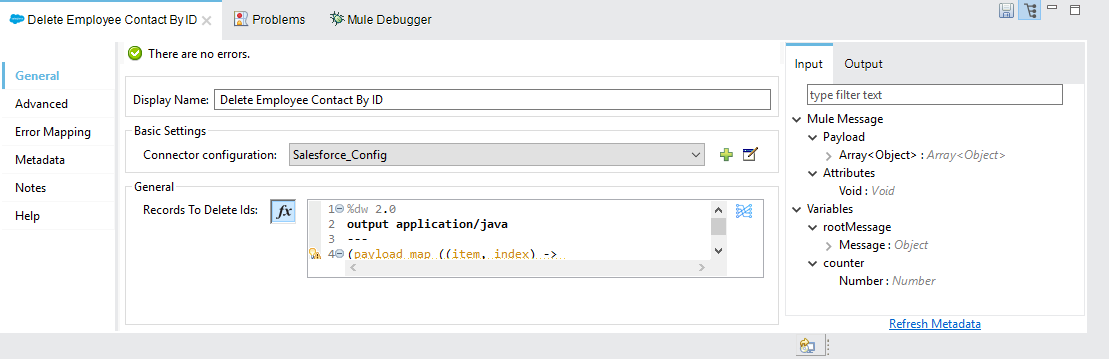 Delete Employee Contact By ID
Problems
Mule Debugger
General
Advanced
Error Mapping
Metadata
Notes
Help
There are no errors.
Display Name: Delete Employee Contact By ID
Basic Settings
Connector configuration: Salesforce_Config
General
Records To Delete Ids: fx
1 %dw 2.0
2 output application/java
3 ---
4 (payload map ((item, index) ->
Input
Output
type filter text
Mule Message
Payload
Array<Object> : Array<Object>
Attributes
Void : Void
Variables
rootMessage
Message : Object
counter
Number : Number
Refresh Metadata